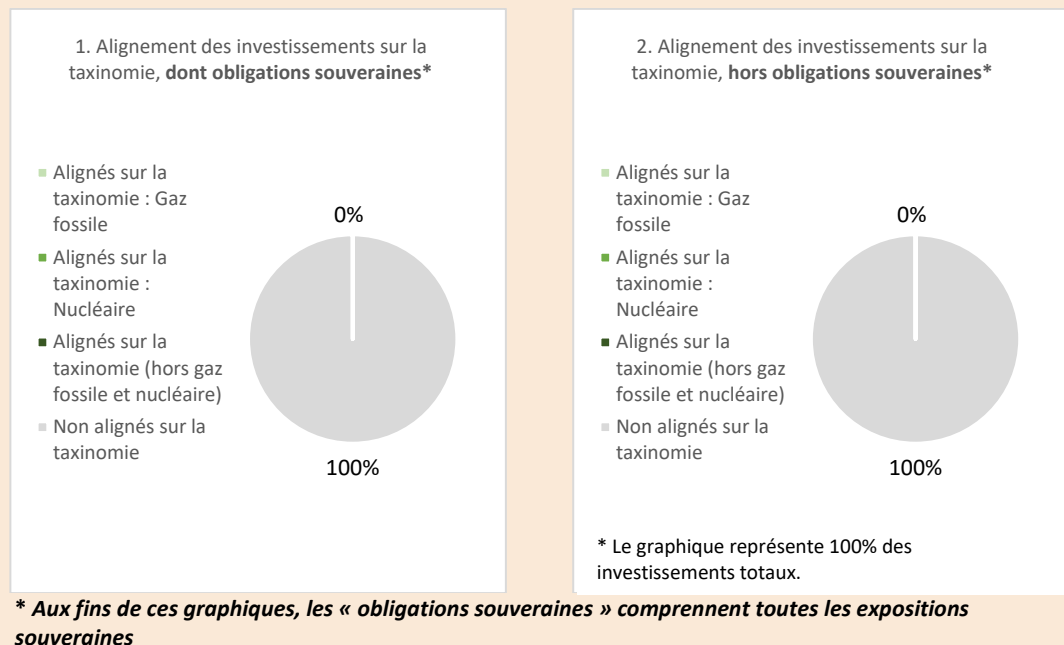 1. Alignement des investissements sur la
taxinomie, dont obligations souveraines*
Alignés sur la
taxinomie : Gaz
fossile
Alignés sur la
taxinomie :
Nucléaire
Alignés sur la
taxinomie (hors gaz
fossile et nucléaire)
Non alignés sur la
taxinomie
0%
100%
2. Alignement des investissements sur la
taxinomie, hors obligations souveraines*
Alignés sur la
taxinomie : Gaz
fossile
Alignés sur la
taxinomie :
Nucléaire
Alignés sur la
taxinomie (hors gaz
fossile et nucléaire)
Non alignés sur la
taxinomie
0%
100%
* Le graphique représente 100% des
investissements totaux.
* Aux fins de ces graphiques, les « obligations souveraines » comprennent toutes les expositions
souveraines